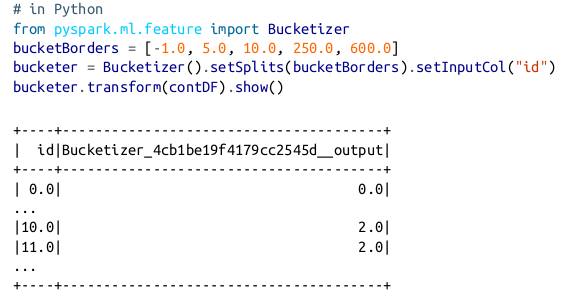 # in Python
from pyspark.ml.feature import Bucketizer
bucketBorders = [-1.0, 5.0, 10.0, 250.0, 600.0]
bucketer = Bucketizer().setSplits(bucketBorders).setInputCol("id")
bucketer.transform(contDF).show()
+----+---------------------------------------+
|  id|Bucketizer_4cb1be19f4179cc2545d__output|
+----+---------------------------------------+
| 0.0|                                    0.0|
...
|10.0|                                    2.0|
|11.0|                                    2.0|
...
+----+---------------------------------------+